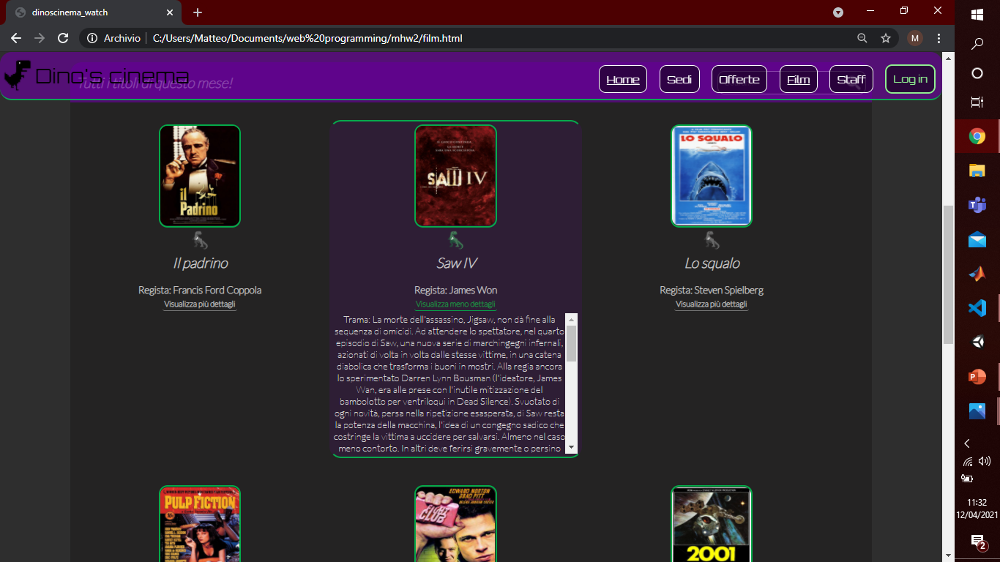 dinoscinema_watch
Archivio
C:/Users/Matteo/Documents/web%20programming/mhw2/film.html
M
Dino's cinema
Tutti i titoli di questo mese!
Home
Sedi
Offerte
Film
Staff
Log in
il
Padrino
SAW IV
LO SQUALO
Il padrino
Saw IV
Lo squalo
Regista: Francis Ford Coppola
Regista: James Won
Regista: Steven Spielberg
Visualizza più dettagli
Visualizza meno dettagli
Visualizza più dettagli
Trama: La morte dell'assassino, Jigsaw, non dà fine alla
sequenza di omicidi. Ad attendere lo spettatore, nel quarto
episodio di Saw, una nuova serie di marchingegni infernali,
azionati di volta in volta dalle stesse vittime, in una catena
diabolica che trasforma i buoni in mostri. Alla regia ancora
lo sperimentato Darren Lynn Bousman (l'ideatore, James
Wan, era alle prese con l'inutile mitizzazione del
bambolotto per ventriloqui in Dead Silence). Svuotato di
ogni novità, persa nella ripetizione esasperata, di Saw resta
la potenza della macchina, l'idea di un congegno sadico che
costringe la vittima a uccidere per salvarsi. Almeno nel caso
meno contorto. In altri deve ferirsi gravemente o persino
PULP FICTION
EDWARD NORTON
BRAD PITT
HELENA BONHAM CARTER
FIGHT
CLUB
2001
11:32
12/04/2021
2